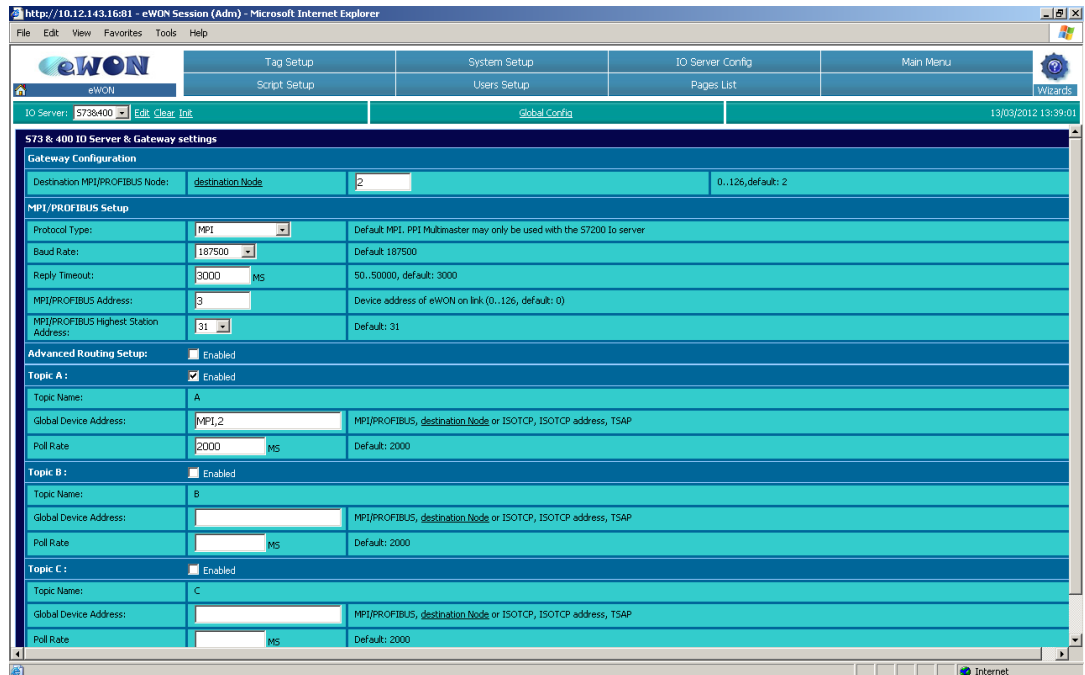 http://10.12.143.16:81 - eWON Session (Adm) - Microsoft Internet Explorer
File Edit View Favorites Tools Help
eWON
eWON
Tag Setup System Setup IO Server Config Main Menu
Script Setup Users Setup Pages List
Wizards
IO Server: S73&400 Edit Clear Init Global Config 13/03/2012 13:39:01
S73 & 400 IO Server & Gateway settings
Gateway Configuration
Destination MPI/PROFIBUS Node: destination Node 2 0..126,default: 2
MPI/PROFIBUS Setup
Protocol Type: MPI Default MPI. PPI Multimaster may only be used with the S7200 Io server
Baud Rate: 187500 Default 187500
Reply Timeout: 3000 MS 50..50000, default: 3000
MPI/PROFIBUS Address: 3 Device address of eWON on link (0..126, default: 0)
MPI/PROFIBUS Highest Station
Address: 31 Default: 31
Advanced Routing Setup: Enabled
Topic A : Enabled
Topic Name: A
Global Device Address: MPI,2 MPI/PROFIBUS, destination Node or ISOTCP, ISOTCP address, TSAP
Poll Rate 2000 MS Default: 2000
Topic B : Enabled
Topic Name: B
Global Device Address: MPI/PROFIBUS, destination Node or ISOTCP, ISOTCP address, TSAP
Poll Rate MS Default: 2000
Topic C : Enabled
Topic Name: C
Global Device Address: MPI/PROFIBUS, destination Node or ISOTCP, ISOTCP address, TSAP
Poll Rate MS Default: 2000
Internet